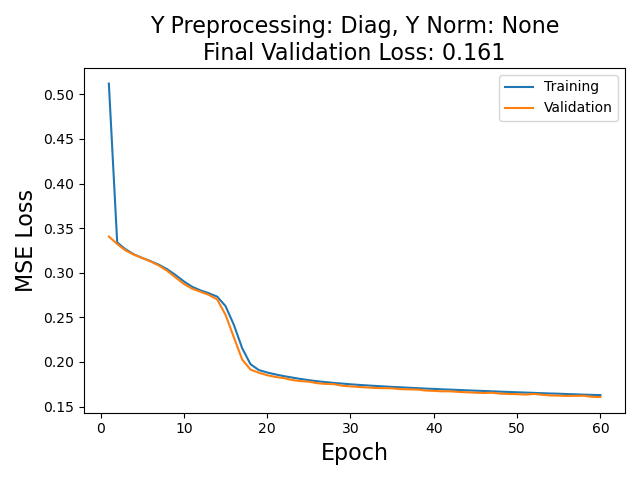 Y Preprocessing: Diag, Y Norm: None
Final Validation Loss: 0.161
Training
Validation
0.50
0.45
0.40
0.35
0.30
0.25
0.20
0.15
MSE Loss
0 10 20 30 40 50 60
Epoch